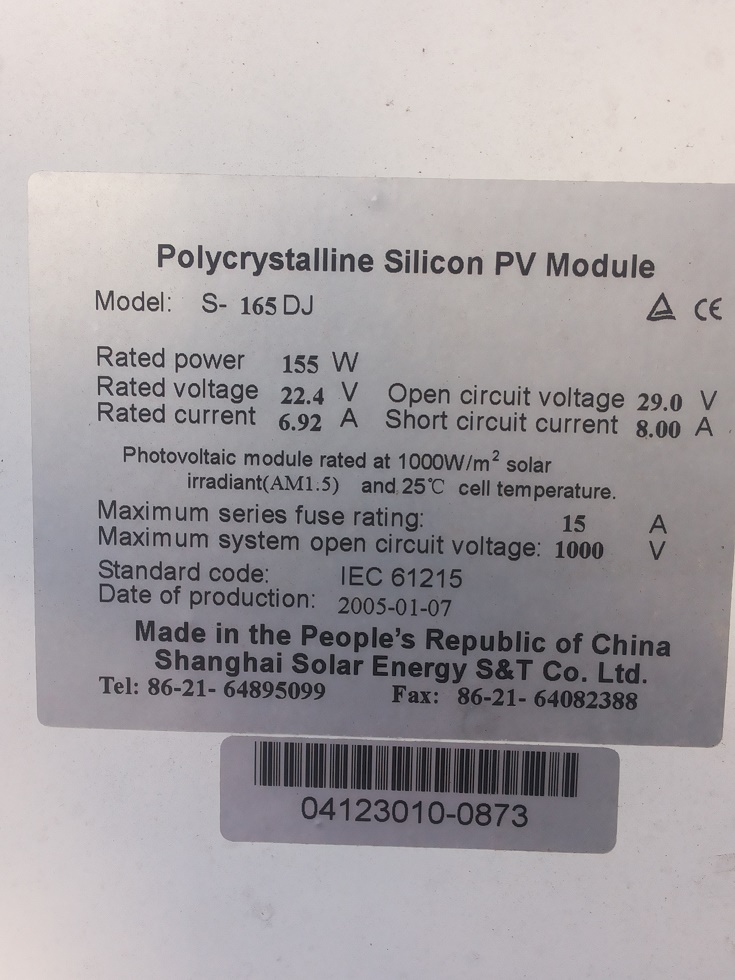 Polycrystalline Silicon PV Module
Model: S- 165 DJ CE
Rated power 155 W
Rated voltage 22.4 V Open circuit voltage 29.0 V
Rated current 6.92 A Short circuit current 8.00 A
Photovoltaic module rated at 1000W/m² solar
irradiant(AM1.5) and 25℃ cell temperature.
Maximum series fuse rating: 15 A
Maximum system open circuit voltage: 1000 V
Standard code: IEC 61215
Date of production: 2005-01-07
Made in the People's Republic of China
Shanghai Solar Energy S&T Co. Ltd.
Tel: 86-21- 64895099 Fax: 86-21- 64082388
04123010-0873